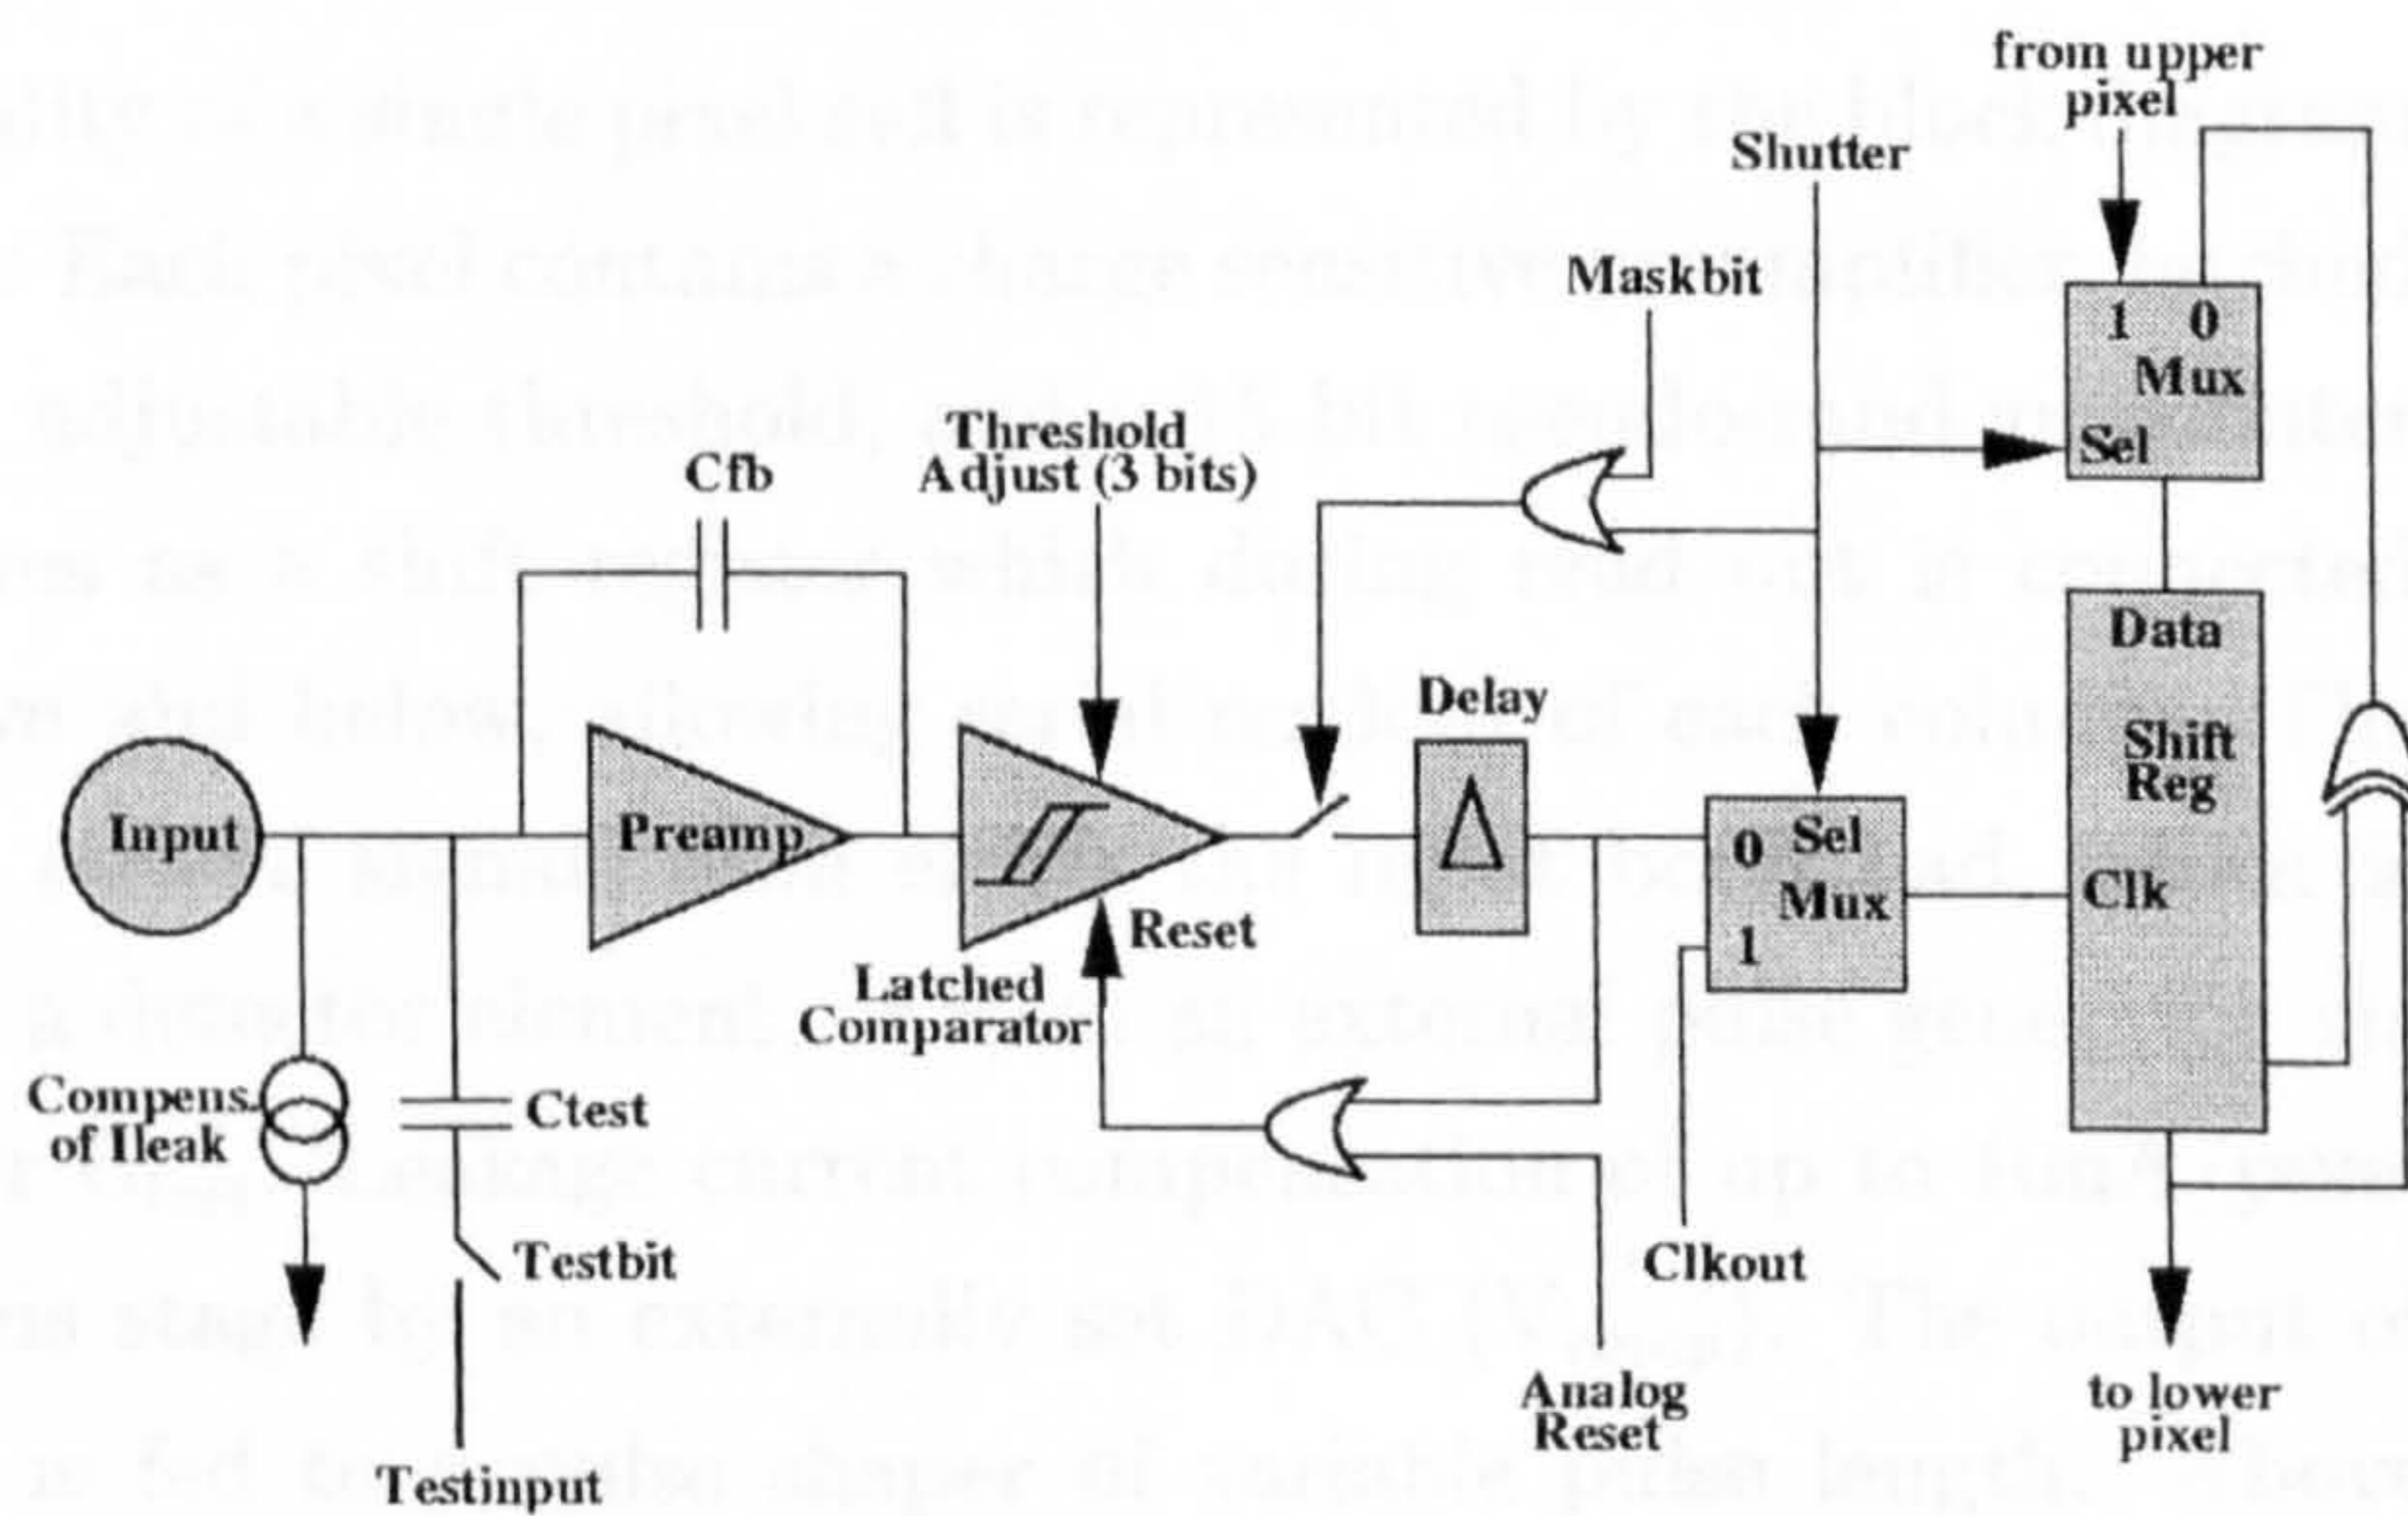 from upper
pixel
Shutter
Maskbit
1 0
Mux
Sel
Threshold
Adjust (3 bits)
Cfb
Data
Shift
Reg
Clk
Delay
Input
Preamp
0 Sel
Mux
1
Reset
Latched
Comparator
Compens.
of Ileak
Ctest
Testbit
Clkout
Analog
Reset
to lower
pixel
Testinput